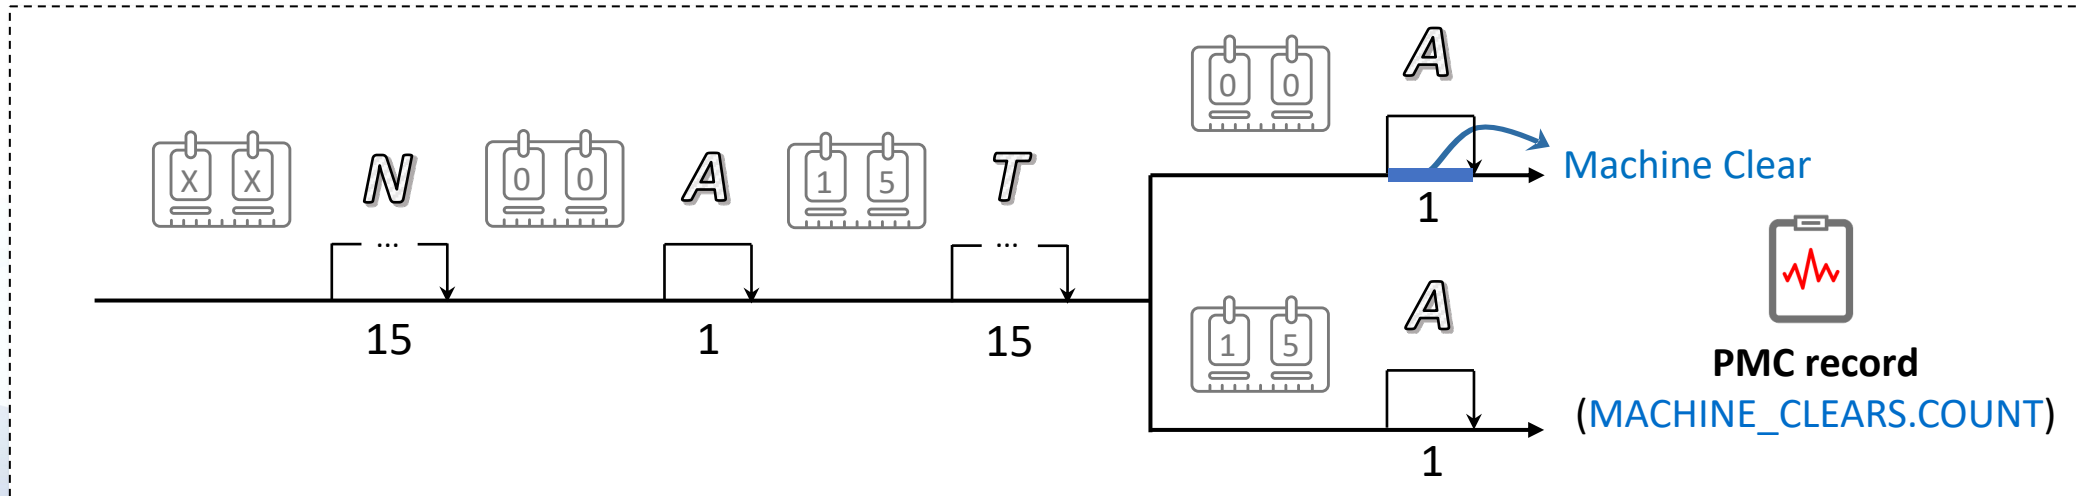 X X
N
...
15
0 0
A
1
1 5
T
...
15
0 0
A
1
Machine Clear
1 5
A
1
PMC record
(MACHINE_CLEARS.COUNT)